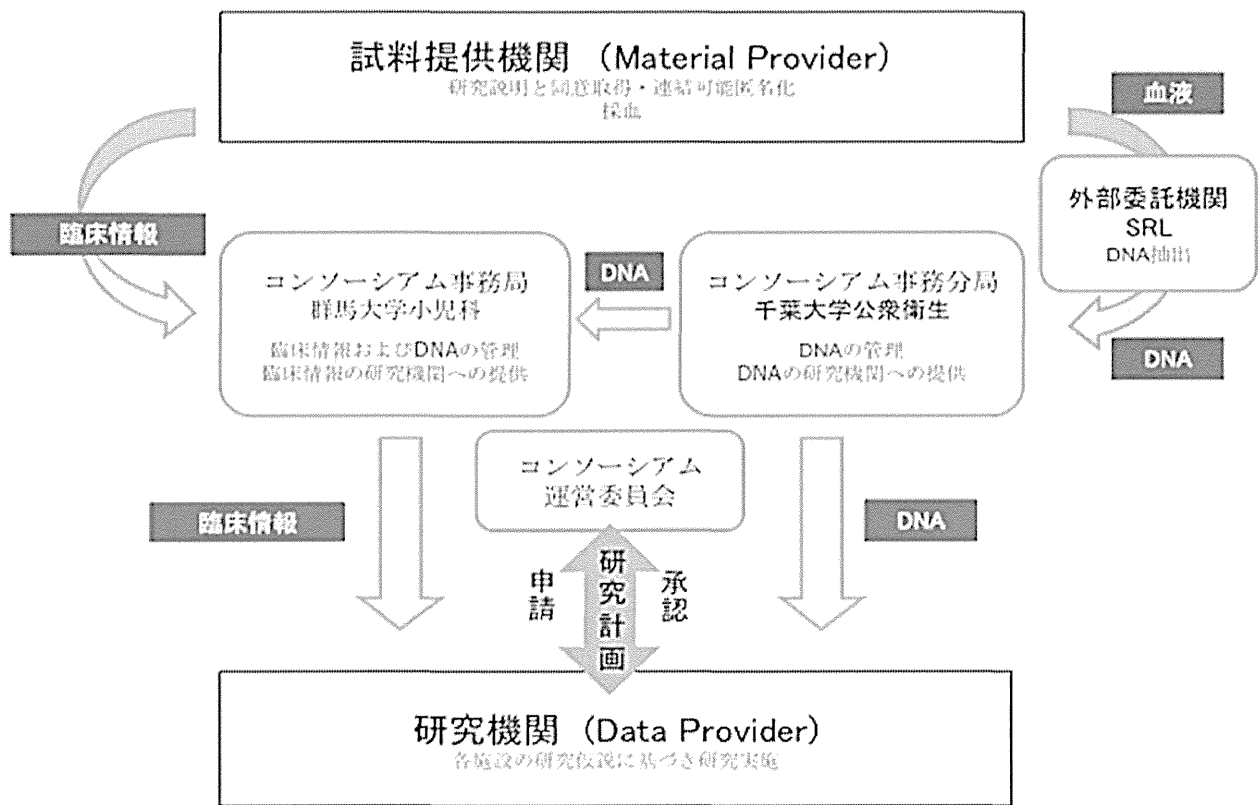 試料提供機関 (Material Provider)
研究説明と同意取得・連結可能匿名化
採血
血液
外部委託機関
SRL
DNA抽出
臨床情報
コンソーシアム事務局
群馬大学小児科
臨床情報およびDNAの管理
臨床情報の研究機関への提供
DNA
コンソーシアム事務分局
千葉大学公衆衛生
DNAの管理
DNAの研究機関への提供
DNA
コンソーシアム
運営委員会
臨床情報
DNA
申請
研究計画
承認
研究機関 (Data Provider)
各施設の研究仮説に基づき研究実施